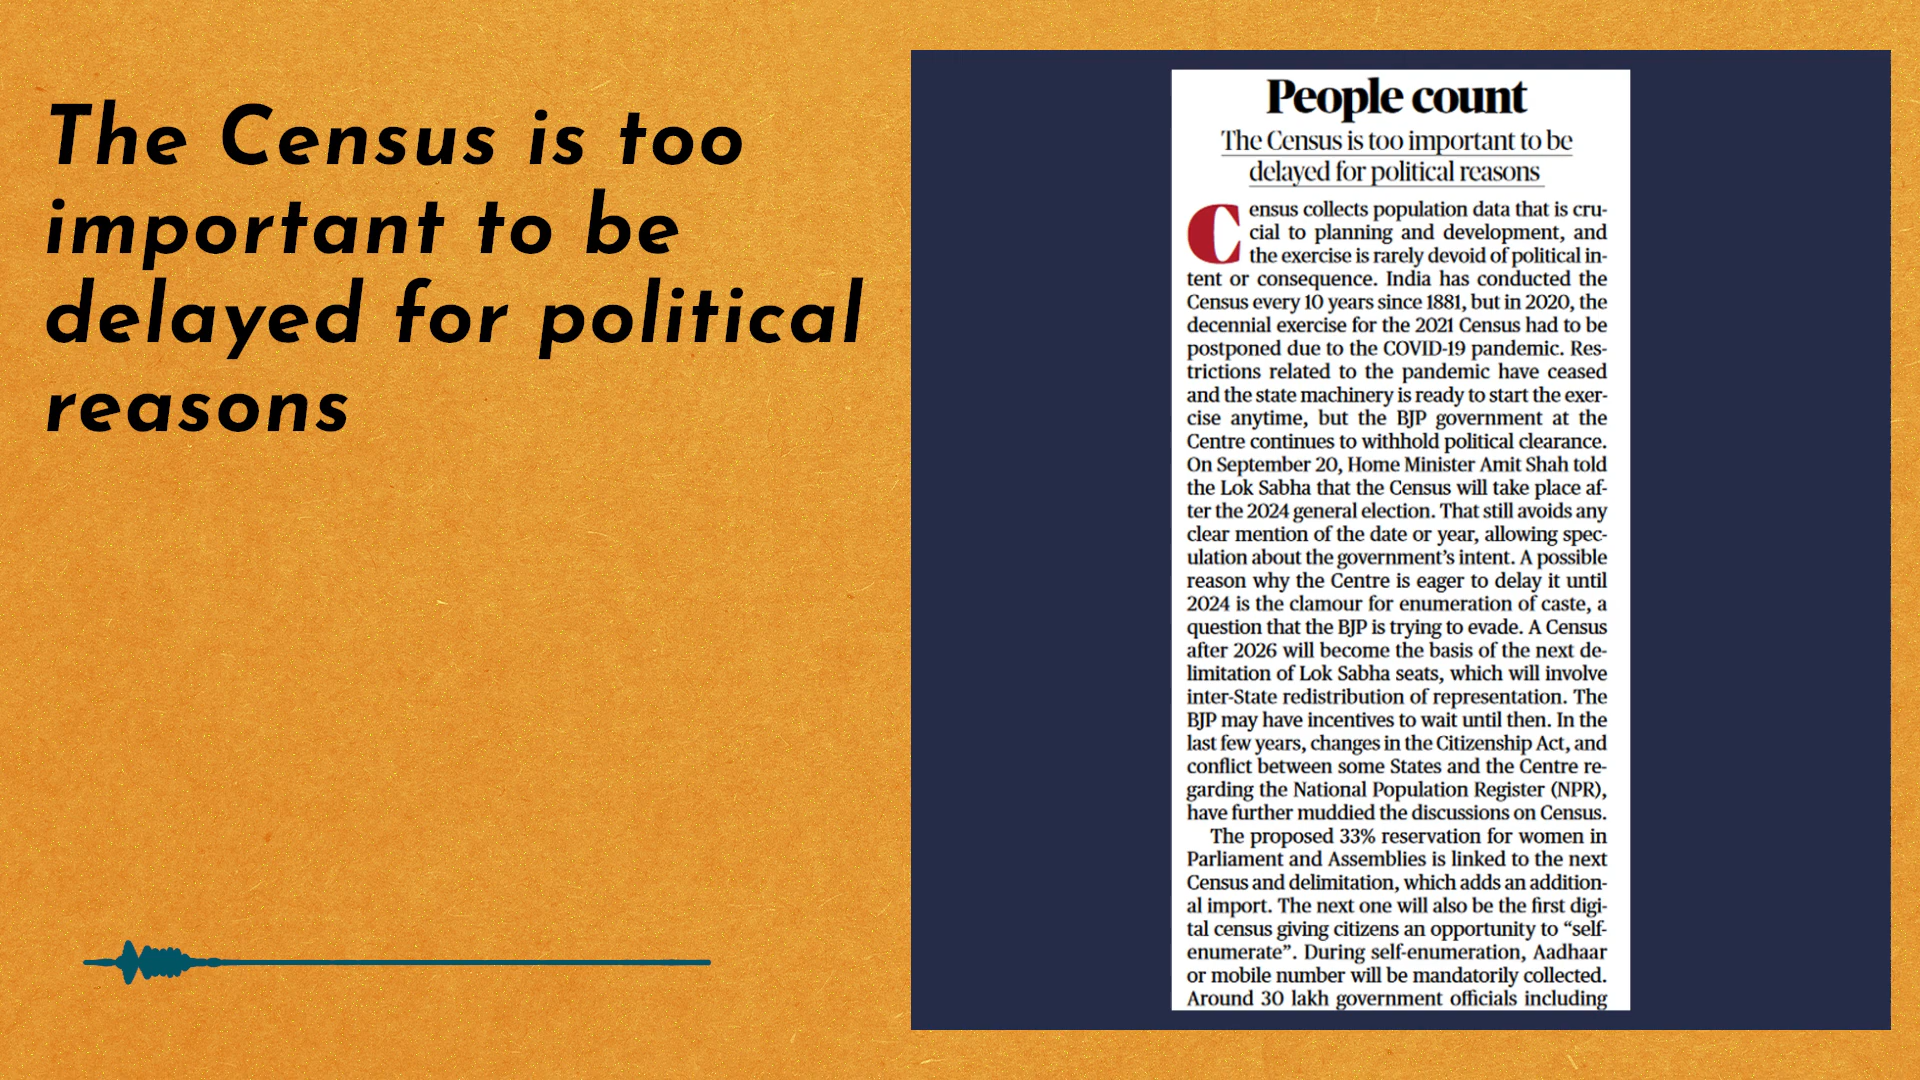 The Census is too
important to be
delayed for political
reasons
People count
The Census is too important to be
delayed for political reasons
Census collects population data that is cru-
cial to planning and development, and
the exercise is rarely devoid of political in-
tent or consequence. India has conducted the
Census every 10 years since 1881, but in 2020, the
decennial exercise for the 2021 Census had to be
postponed due to the COVID-19 pandemic. Res-
trictions related to the pandemic have ceased
and the state machinery is ready to start the exer-
cise anytime, but the BJP government at the
Centre continues to withhold political clearance.
On September 20, Home Minister Amit Shah told
the Lok Sabha that the Census will take place af-
ter the 2024 general election. That still avoids any
clear mention of the date or year, allowing spec-
ulation about the government's intent. A possible
reason why the Centre is eager to delay it until
2024 is the clamour for enumeration of caste, a
question that the BJP is trying to evade. A Census
after 2026 will become the basis of the next de-
limitation of Lok Sabha seats, which will involve
inter-State redistribution of representation. The
BJP may have incentives to wait until then. In the
last few years, changes in the Citizenship Act, and
conflict between some States and the Centre re-
garding the National Population Register (NPR),
have further muddied the discussions on Census.
The proposed 33% reservation for women in
Parliament and Assemblies is linked to the next
Census and delimitation, which adds an addition-
al import. The next one will also be the first digi-
tal census giving citizens an opportunity to “self-
enumerate”. During self-enumeration, Aadhaar
or mobile number will be mandatorily collected.
Around 30 lakh government officials including